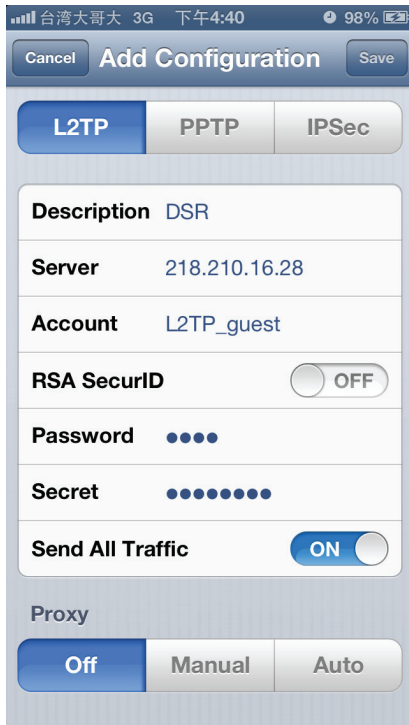 台湾大哥大 3G 下午4:40 98%
Cancel Add Configuration Save
L2TP PPTP IPSec
Description DSR
Server 218.210.16.28
Account L2TP_guest
RSA SecurID OFF
Password ●●●●
Secret ●●●●●●●●
Send All Traffic ON
Proxy
Off Manual Auto